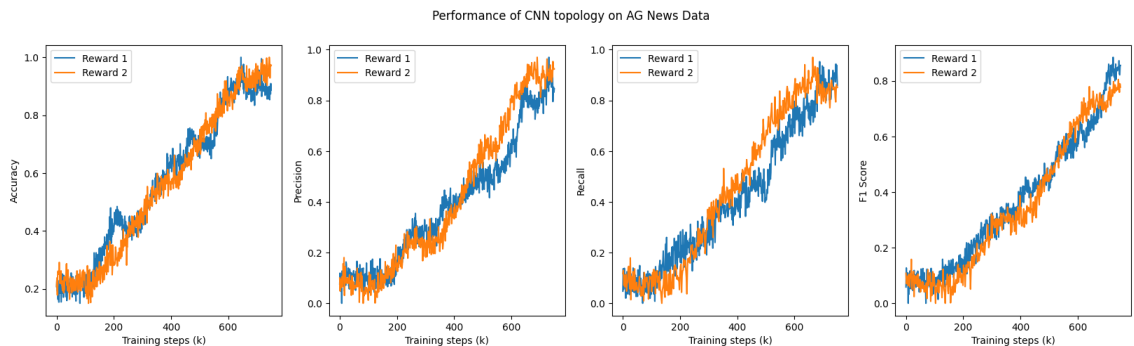 Performance of CNN topology on AG News Data
Reward 1
Reward 2
Accuracy
1.0
0.8
0.6
0.4
0.2
0
200
400
600
Training steps (k)
Reward 1
Reward 2
Precision
1.0
0.8
0.6
0.4
0.2
0.0
0
200
400
600
Training steps (k)
Reward 1
Reward 2
Recall
1.0
0.8
0.6
0.4
0.2
0.0
0
200
400
600
Training steps (k)
Reward 1
Reward 2
F1 Score
0.8
0.6
0.4
0.2
0.0
0
200
400
600
Training steps (k)